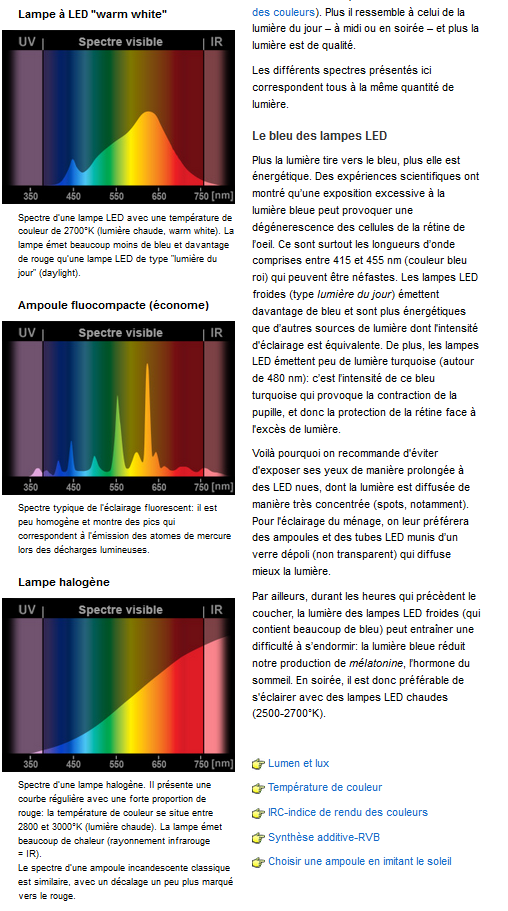 Lampe à LED "warm white"
UV | Spectre visible | IR
350 450 550 650 750 [nm]
Spectre d'une lampe LED avec une température de
couleur de 2700°K (lumière chaude, warm white). La
lampe émet beaucoup moins de bleu et davantage
de rouge qu'une lampe LED de type "lumière du
jour" (daylight).
Ampoule fluocompacte (économe)
UV | Spectre visible | IR
350 450 550 650 750 [nm]
Spectre typique de l'éclairage fluorescent: il est
peu homogène et montre des pics qui
correspondent à l'émission des atomes de mercure
lors des décharges lumineuses.
Lampe halogène
UV | Spectre visible | IR
350 450 550 650 750 [nm]
Spectre d'une lampe halogène. Il présente une
courbe régulière avec une forte proportion de
rouge: la température de couleur se situe entre
2800 et 3000°K (lumière chaude). La lampe émet
beaucoup de chaleur (rayonnement infrarouge
= IR).
Le spectre d'une ampoule incandescente classique
est similaire, avec un décalage un peu plus marqué
vers le rouge.
des couleurs). Plus il ressemble à celui de la
lumière du jour – à midi ou en soirée – et plus la
lumière est de qualité.
Les différents spectres présentés ici
correspondent tous à la même quantité de
lumière.
Le bleu des lampes LED
Plus la lumière tire vers le bleu, plus elle est
énergétique. Des expériences scientifiques ont
montré qu'une exposition excessive à la
lumière bleue peut provoquer une
dégénerescence des cellules de la rétine de
l'oeil. Ce sont surtout les longueurs d'onde
comprises entre 415 et 455 nm (couleur bleu
roi) qui peuvent être néfastes. Les lampes LED
froides (type lumière du jour) émettent
davantage de bleu et sont plus énergétiques
que d'autres sources de lumière dont l'intensité
d'éclairage est équivalente. De plus, les lampes
LED émettent peu de lumière turquoise (autour
de 480 nm): c'est l'intensité de ce bleu
turquoise qui provoque la contraction de la
pupille, et donc la protection de la rétine face à
l'excès de lumière.
Voilà pourquoi on recommande d'éviter
d'exposer ses yeux de manière prolongée à
des LED nues, dont la lumière est diffusée de
manière très concentrée (spots, notamment).
Pour l'éclairage du ménage, on leur préférera
des ampoules et des tubes LED munis d'un
verre dépoli (non transparent) qui diffuse
mieux la lumière.
Par ailleurs, durant les heures qui précèdent le
coucher, la lumière des lampes LED froides (qui
contient beaucoup de bleu) peut entraîner une
difficulté à s'endormir: la lumière bleue réduit
notre production de mélatonine, l'hormone du
sommeil. En soirée, il est donc préférable de
s'éclairer avec des lampes LED chaudes
(2500-2700°K).
Lumen et lux
Température de couleur
IRC-indice de rendu des couleurs
Synthèse additive-RVB
Choisir une ampoule en imitant le soleil